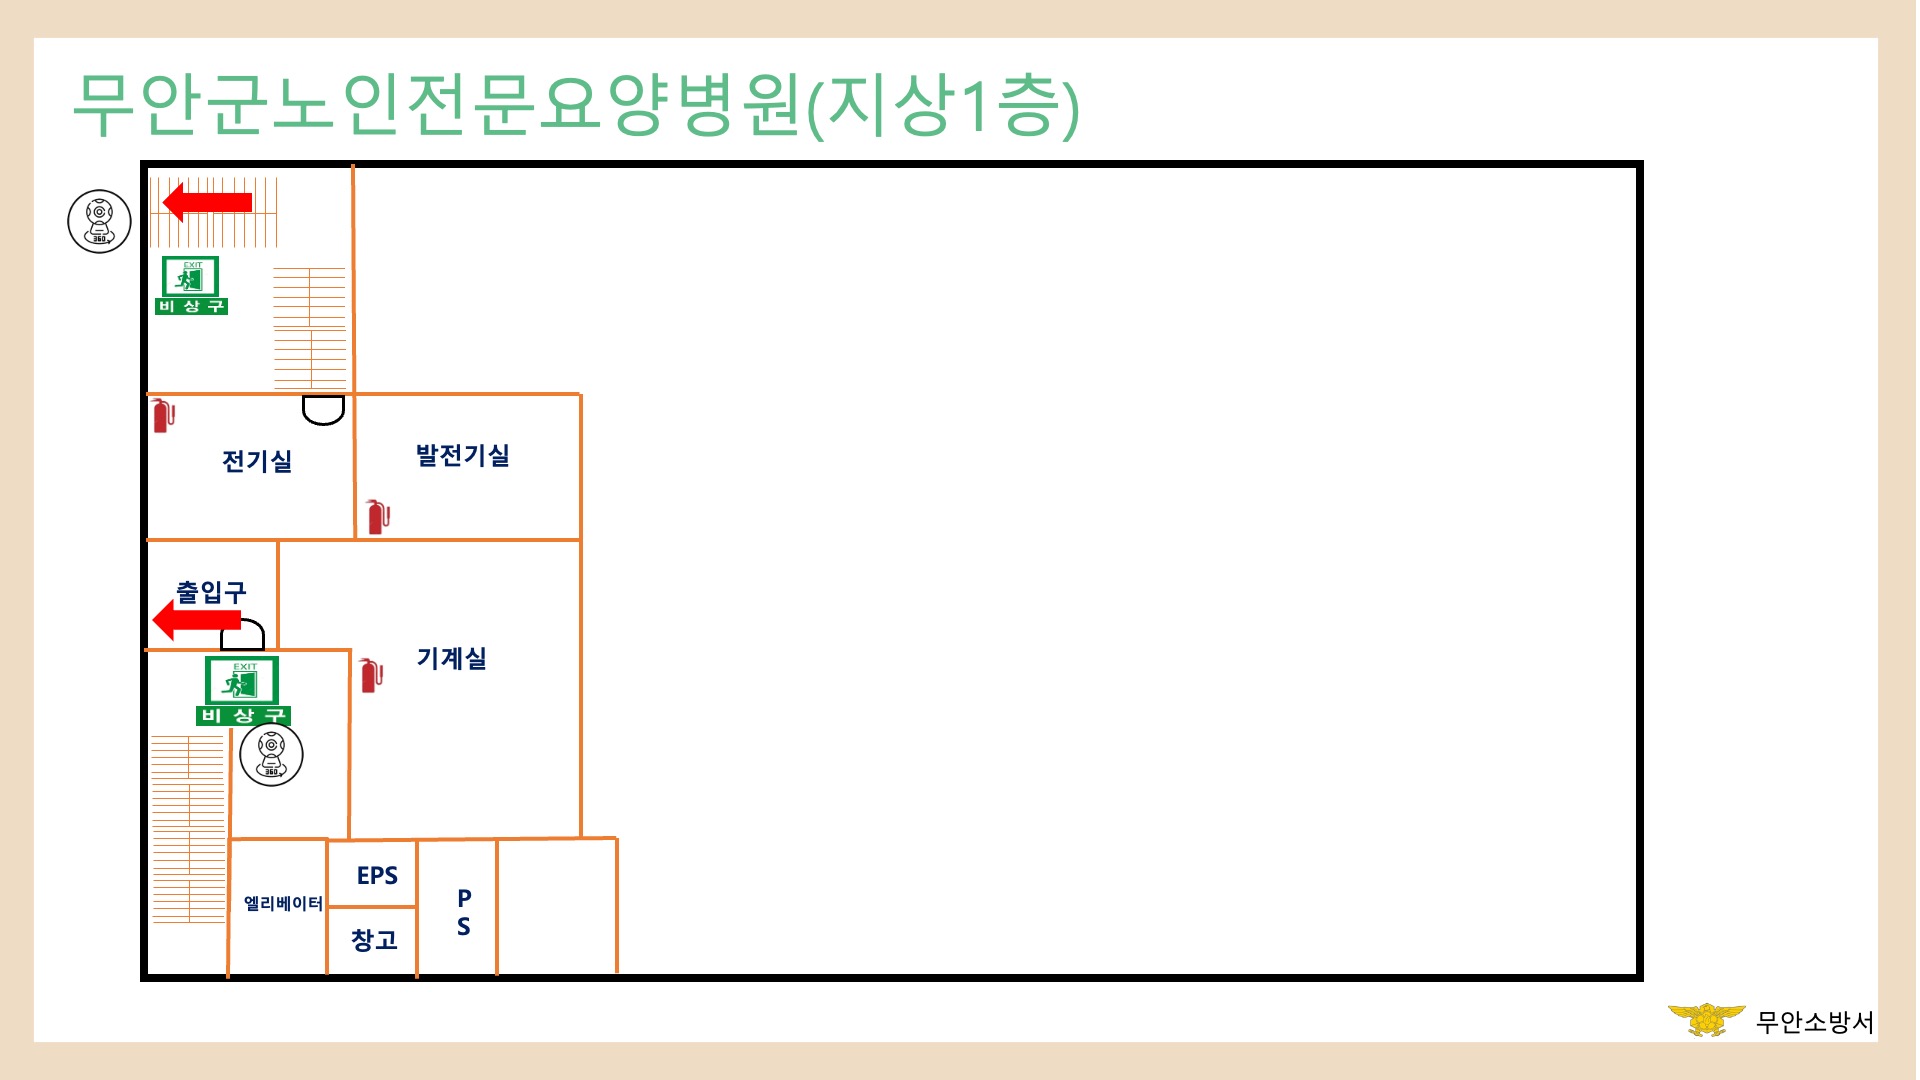 무안군노인전문요양병원(지상1층)
360
EXIT
비 상 구
전기실
발전기실
출입구
기계실
EXIT
비 상 구
360
엘리베이터
EPS
창고
P
S
무안소방서